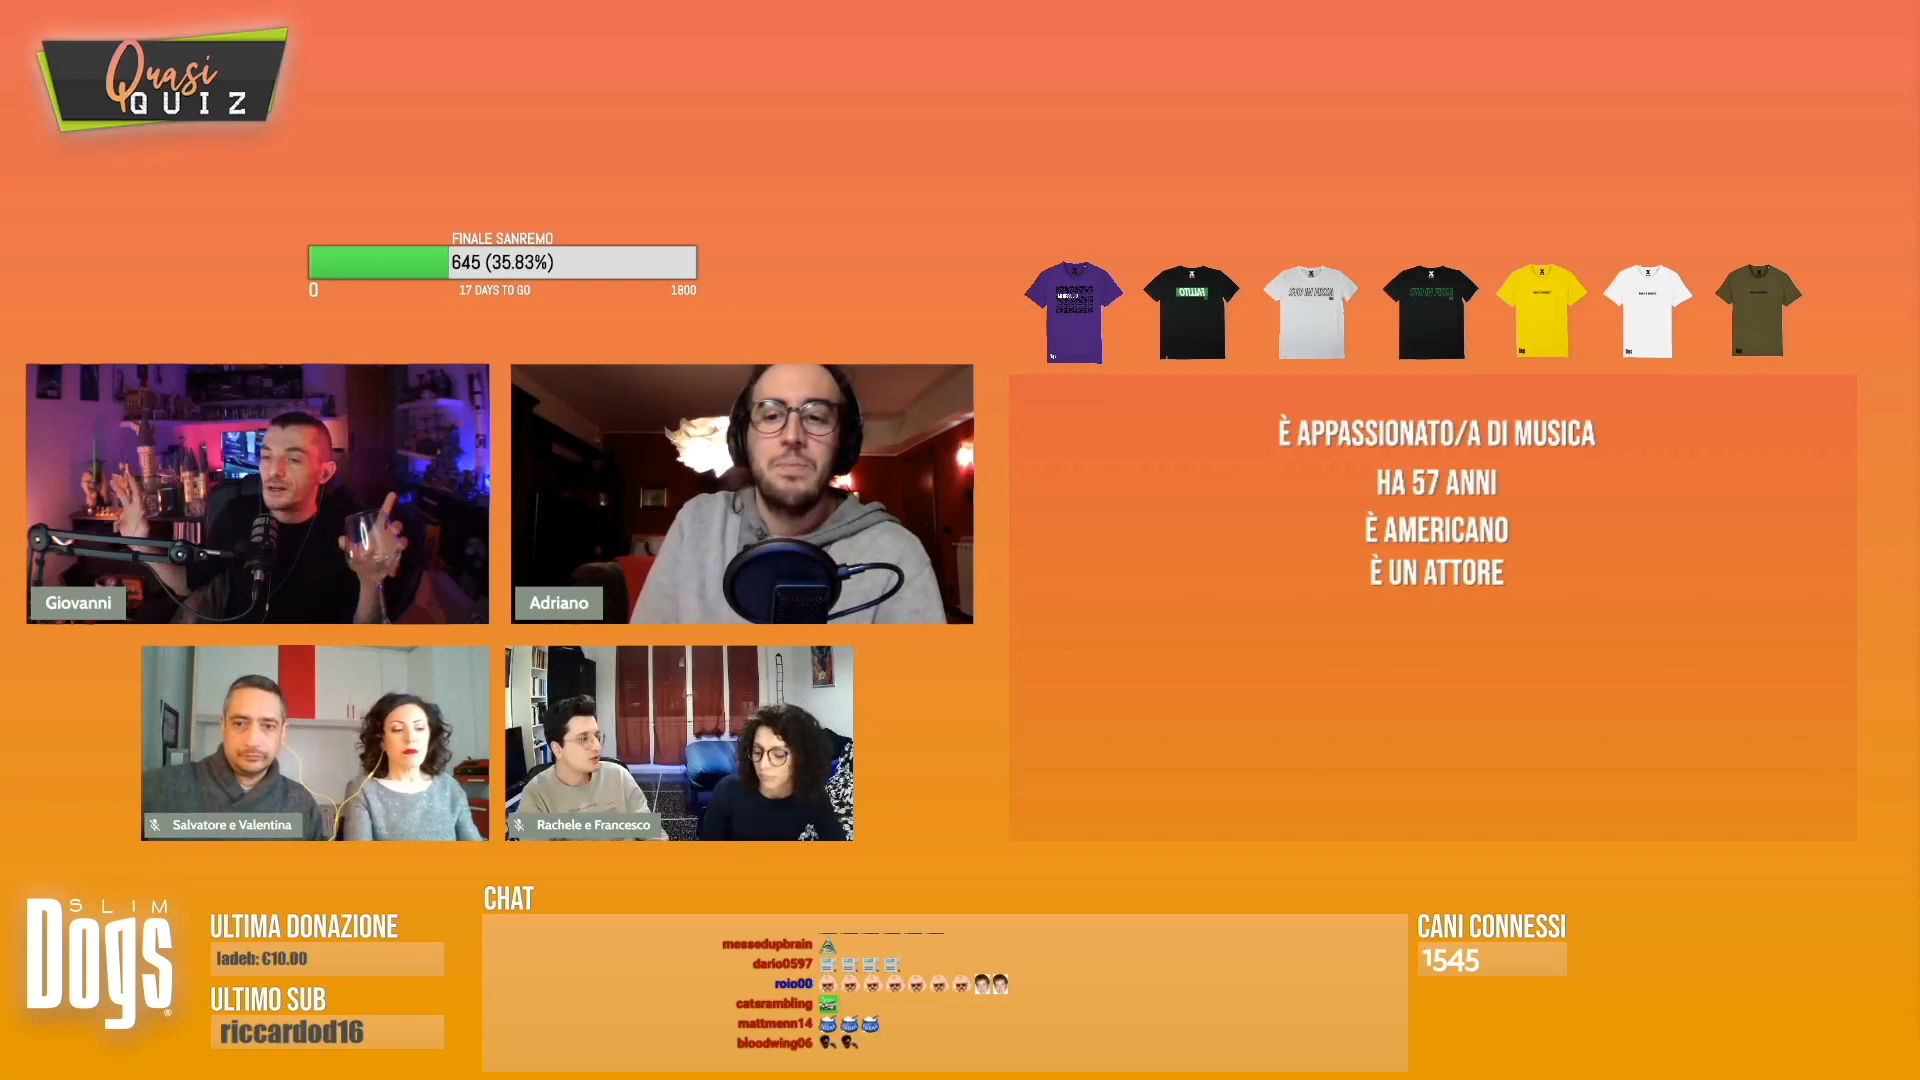 Quasi
QUIZ
FINALE SANREMO
645 (35.83%)
0
17 DAYS TO GO
1800
FALLITO
È APPASSIONATO/A DI MUSICA
HA 57 ANNI
È AMERICANO
È UN ATTORE
Giovanni
Adriano
Salvatore e Valentina
Rachele e Francesco
SLIM
Dogs
ULTIMA DONAZIONE
ladeb: €10.00
ULTIMO SUB
riccardod16
CHAT
messedupbrain
dario0597
roio00
catsrambling
mattmenn14
bloodwing06
CANI CONNESSI
1545